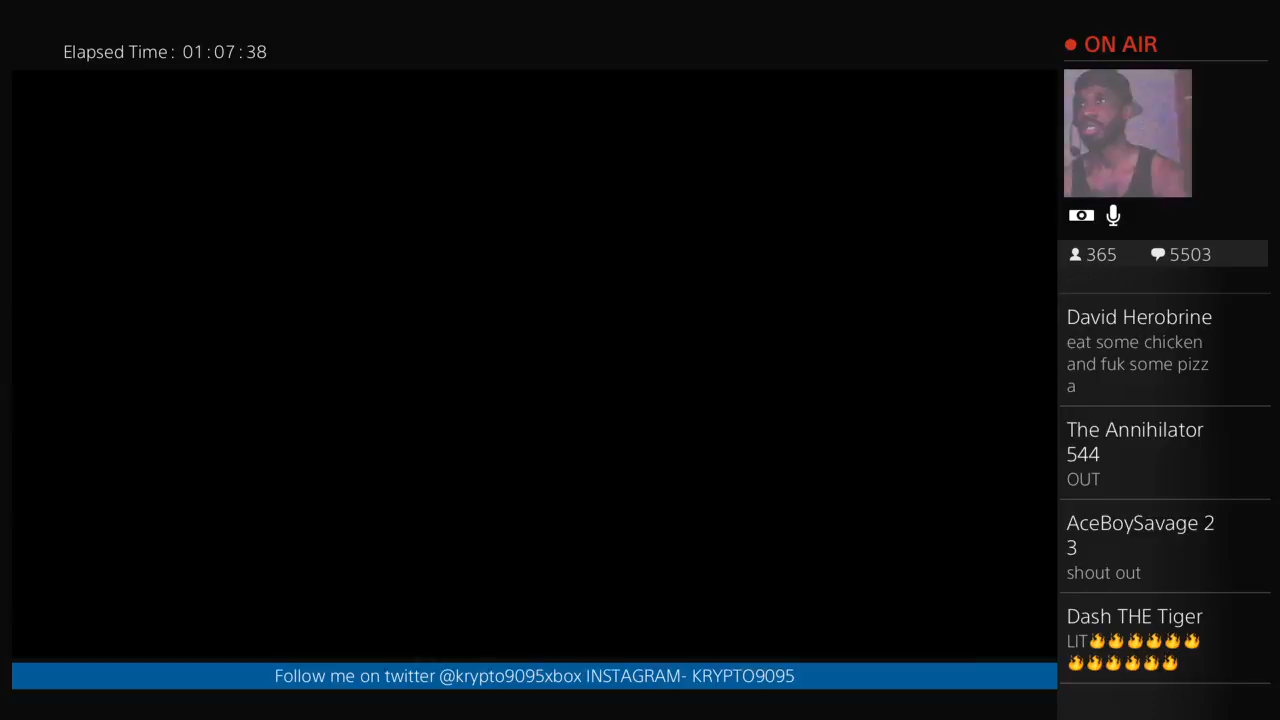 Elapsed Time: 01:07:38
ON AIR
365 5503
David Herobrine
eat some chicken
and fuk some pizz
a
The Annihilator
544
OUT
AceBoySavage 2
3
shout out
Dash THE Tiger
LIT🔥🔥🔥🔥🔥🔥
🔥🔥🔥🔥🔥🔥
Follow me on twitter @krypto9095xbox INSTAGRAM- KRYPTO9095